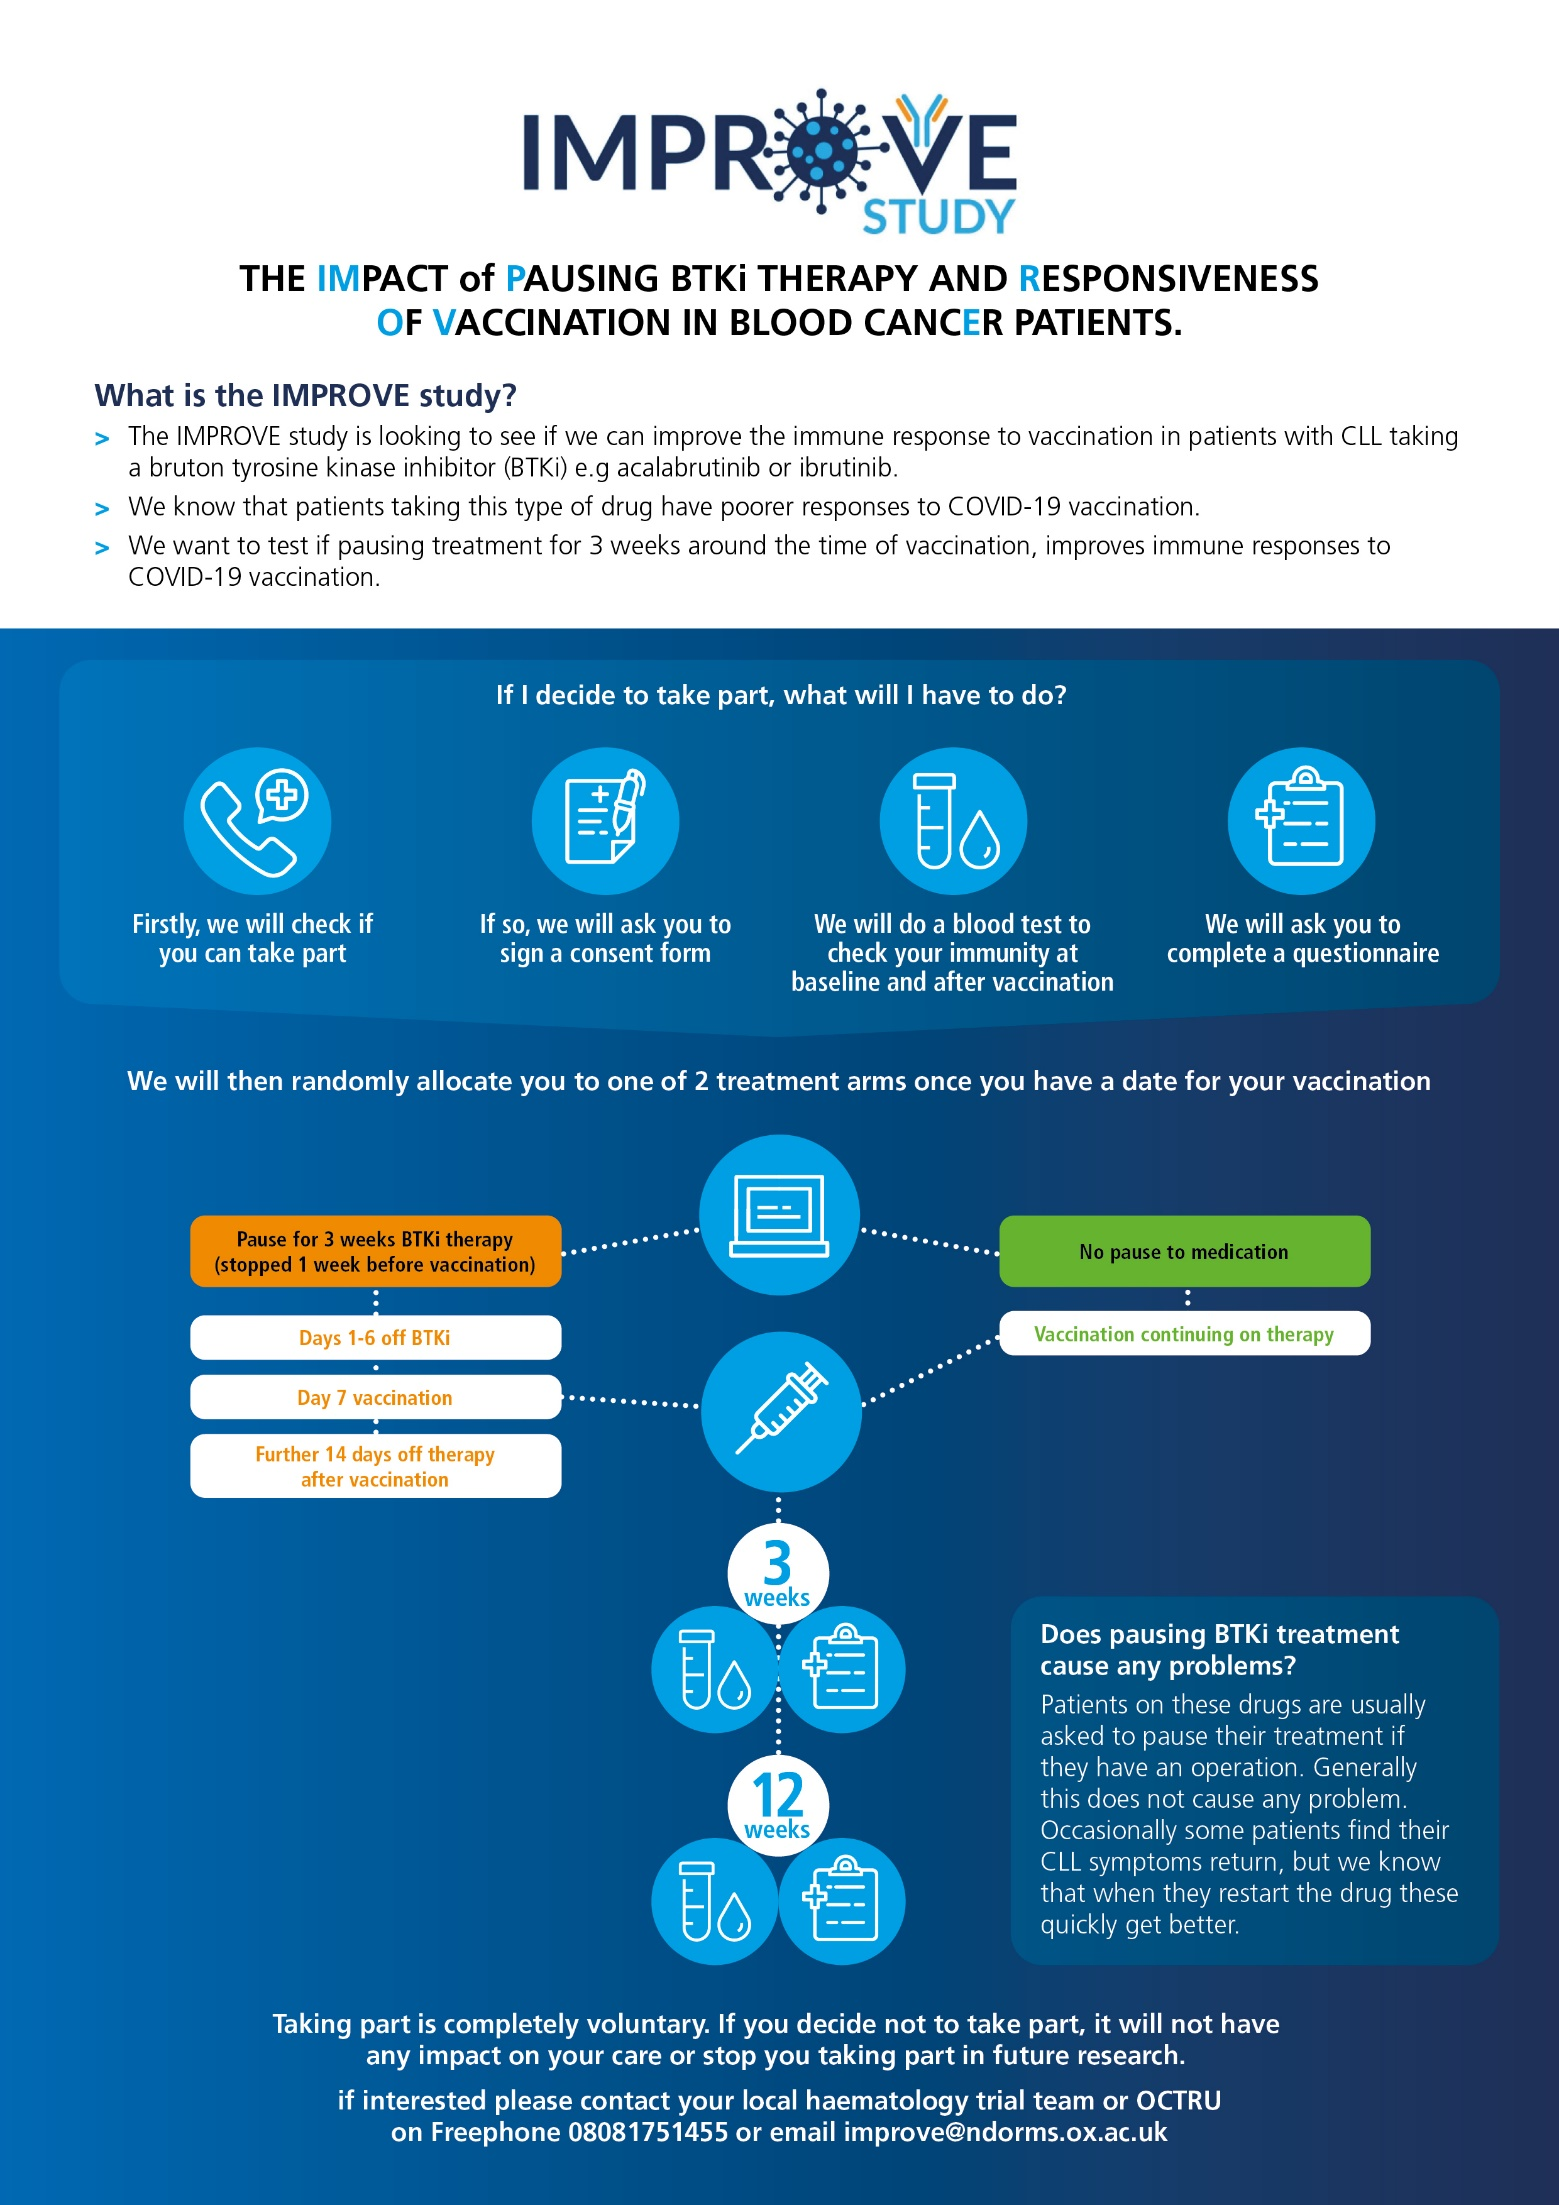 IMPROVE
STUDY
THE IMPACT of PAUSING BTKi THERAPY AND RESPONSIVENESS
OF VACCINATION IN BLOOD CANCER PATIENTS.
What is the IMPROVE study?
> The IMPROVE study is looking to see if we can improve the immune response to vaccination in patients with CLL taking
a bruton tyrosine kinase inhibitor (BTKi) e.g acalabrutinib or ibrutinib.
> We know that patients taking this type of drug have poorer responses to COVID-19 vaccination.
> We want to test if pausing treatment for 3 weeks around the time of vaccination, improves immune responses to
COVID-19 vaccination.
If I decide to take part, what will I have to do?
Firstly, we will check if
you can take part
If so, we will ask you to
sign a consent form
We will do a blood test to
check your immunity at
baseline and after vaccination
We will ask you to
complete a questionnaire
We will then randomly allocate you to one of 2 treatment arms once you have a date for your vaccination
Pause for 3 weeks BTKi therapy
(stopped 1 week before vaccination)
Days 1-6 off BTKi
Day 7 vaccination
Further 14 days off therapy
after vaccination
No pause to medication
Vaccination continuing on therapy
3
weeks
12
weeks
Does pausing BTKi treatment
cause any problems?
Patients on these drugs are usually
asked to pause their treatment if
they have an operation. Generally
this does not cause any problem.
Occasionally some patients find their
CLL symptoms return, but we know
that when they restart the drug these
quickly get better.
Taking part is completely voluntary. If you decide not to take part, it will not have
any impact on your care or stop you taking part in future research.
if interested please contact your local haematology trial team or OCTRU
on Freephone 08081751455 or email improve@ndorms.ox.ac.uk